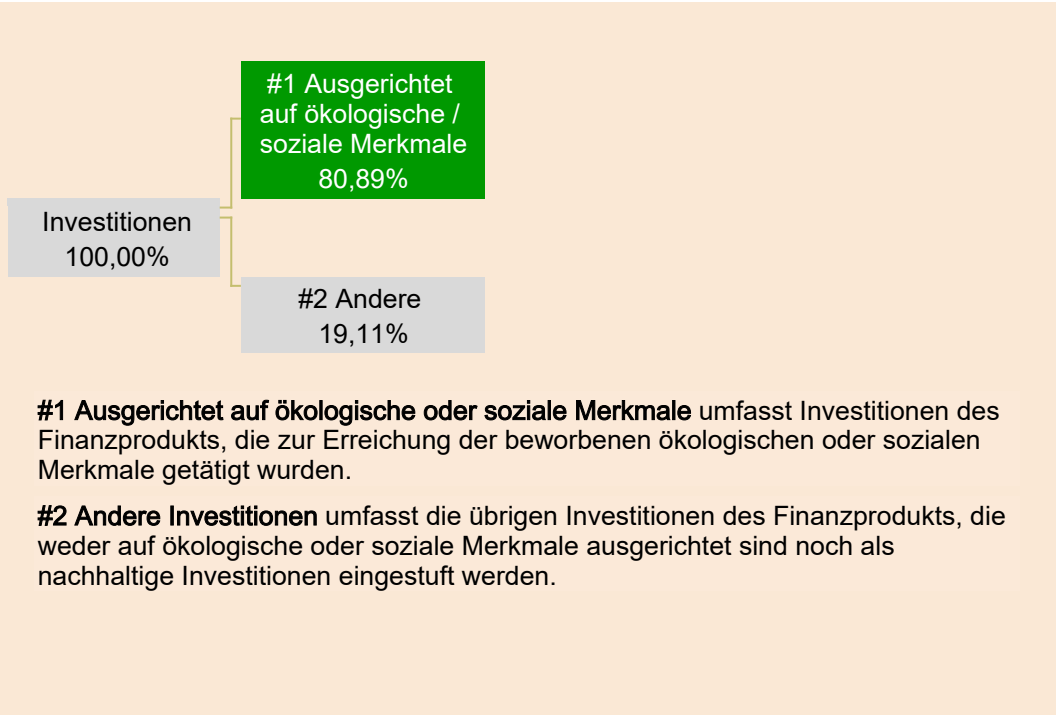 #1 Ausgerichtet
auf ökologische /
soziale Merkmale
80,89%
Investitionen
100,00%
#2 Andere
19,11%
#1 Ausgerichtet auf ökologische oder soziale Merkmale umfasst Investitionen des
Finanzprodukts, die zur Erreichung der beworbenen ökologischen oder sozialen
Merkmale getätigt wurden.
#2 Andere Investitionen umfasst die übrigen Investitionen des Finanzprodukts, die
weder auf ökologische oder soziale Merkmale ausgerichtet sind noch als
nachhaltige Investitionen eingestuft werden.